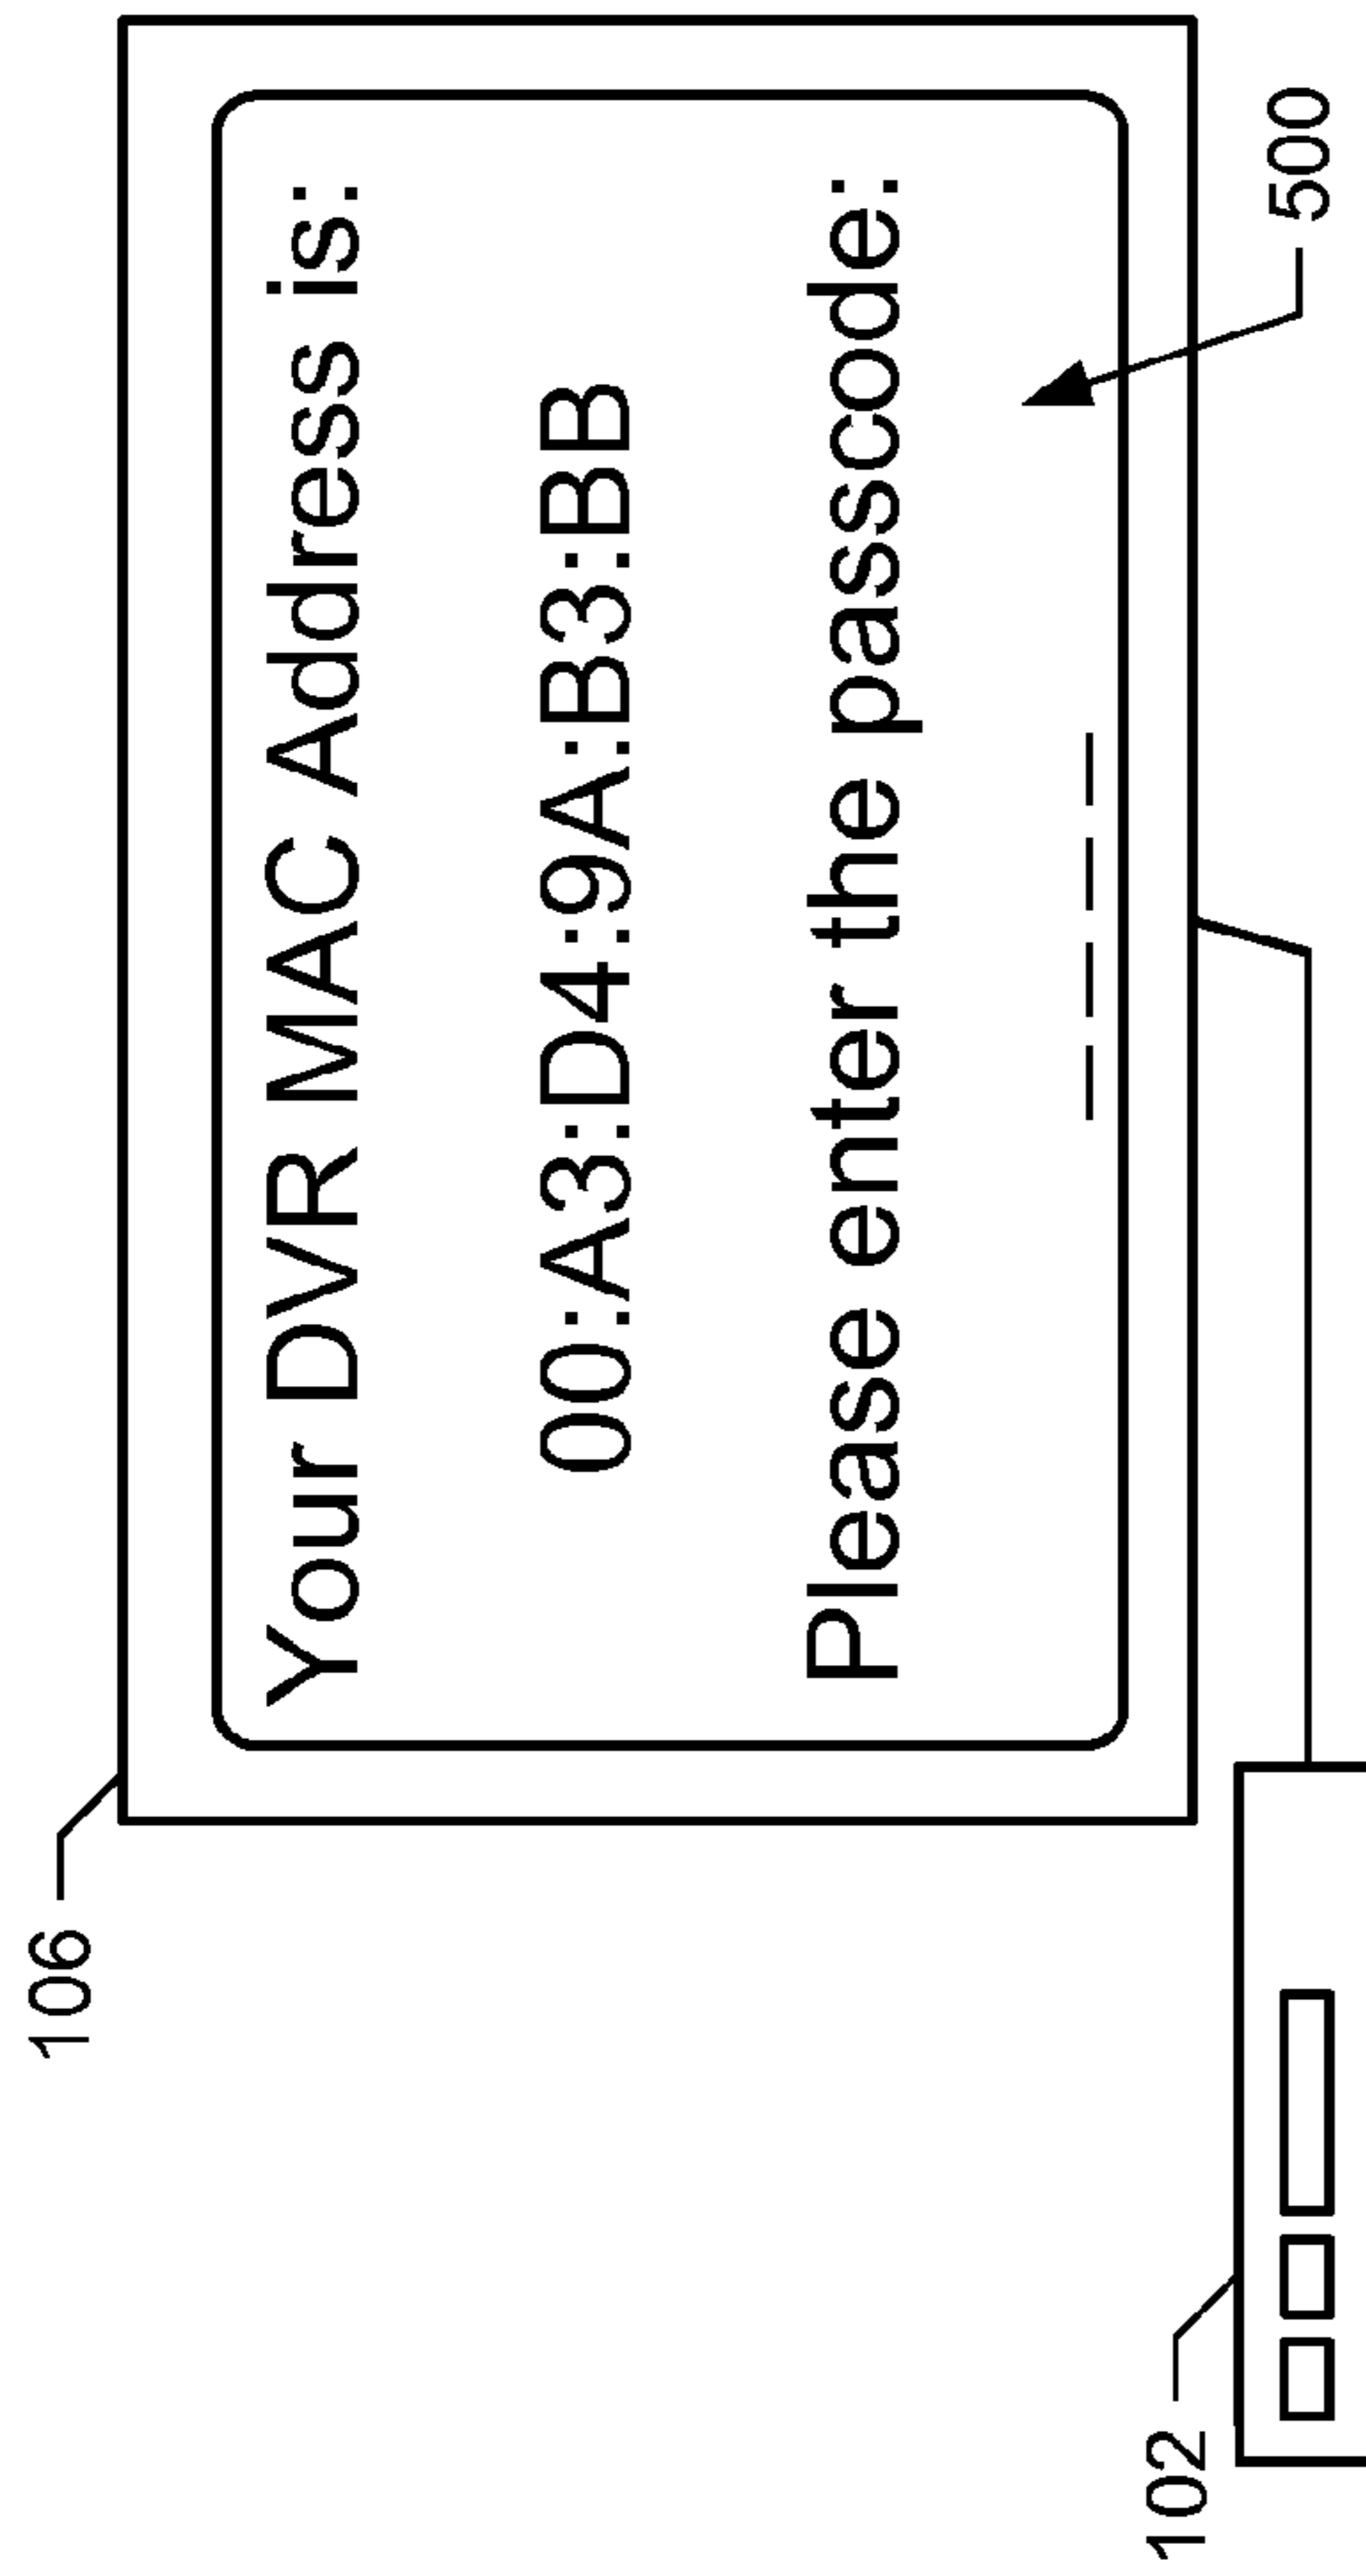 106
Your DVR MAC Address is:
00:A3:D4:9A:B3:BB
Please enter the passcode:
500
102